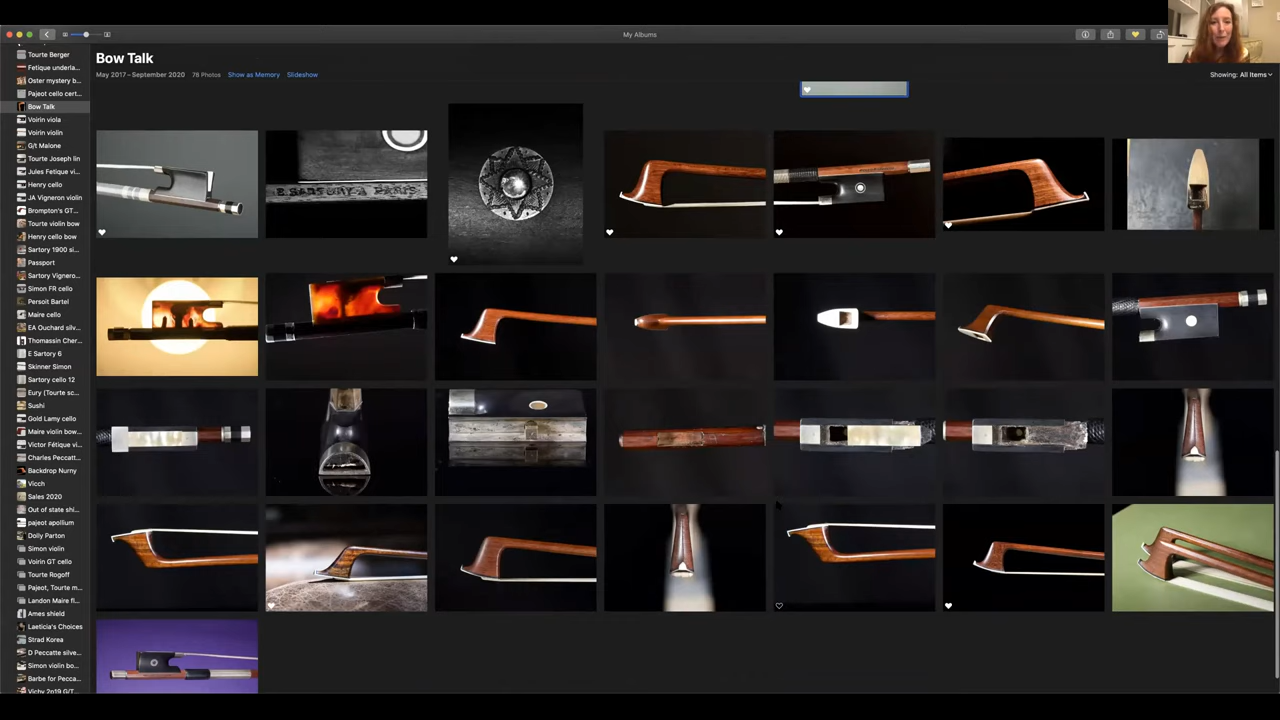 My Albums
Bow Talk
May 2017 – September 2020 76 Photos Show as Memory Slideshow
Showing: All Items
Tourte Berger
Fetique underla...
Oster mystery b...
Pajeot cello cert...
Bow Talk
Voirin viola
Voirin violin
G/t Malone
Tourte Joseph lin
Jules Fetique vi...
Henry cello
JA Vigneron violin
Brompton's GT...
Tourte violin bow
Henry cello bow
Sartory 1900 si...
Passport
Sartory Vignero...
Simon FR cello
Persoit Bartel
Maire cello
EA Ouchard silv...
Thomassin Cher...
E Sartory 6
Skinner Simon
Sartory cello 12
Eury (Tourte sc...
Sushi
Gold Lamy cello
Maire violin bow...
Victor Fétique vi...
Charles Peccatt...
Backdrop Nurny
Vicch
Sales 2020
Out of state shi...
pajeot apollium
Dolly Parton
Simon violin
Voirin GT cello
Tourte Rogoff
Pajeot, Tourte m...
Landon Maire fi...
Ames shield
Laeticia's Choices
Strad Korea
D Peccatte silve...
Simon violin bo...
Barbe for Pecca...
Vichy 2p19 G/T...
E. SARTORY A PARIS